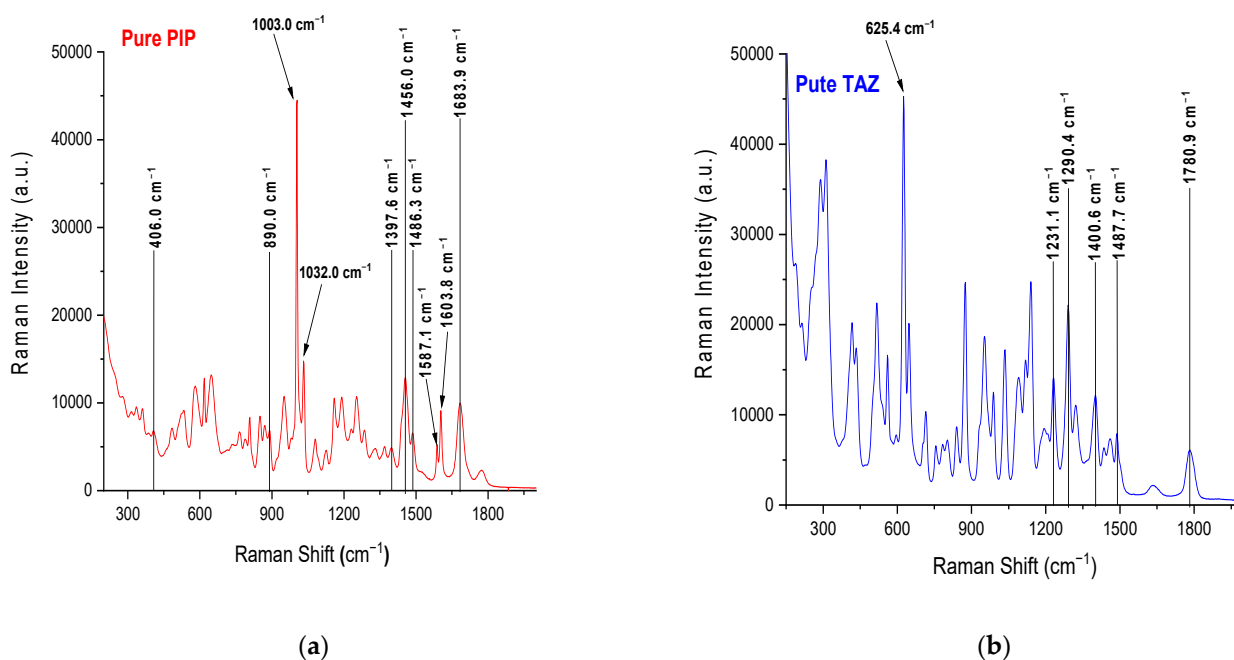 Pure PIP
1003.0 cm⁻¹
1456.0 cm⁻¹
1683.9 cm⁻¹
406.0 cm⁻¹
890.0 cm⁻¹
1397.6 cm⁻¹
1486.3 cm⁻¹
1032.0 cm⁻¹
1587.1 cm⁻¹
1603.8 cm⁻¹
50000
40000
30000
20000
10000
0
Raman Intensity (a.u.)
300 900 1200 1500 1800
Raman Shift (cm⁻¹)
(a)
Pute TAZ
625.4 cm⁻¹
1231.1 cm⁻¹
1290.4 cm⁻¹
1400.6 cm⁻¹
1487.7 cm⁻¹
1780.9 cm⁻¹
50000
40000
30000
20000
10000
0
Raman Intensity (a.u.)
300 600 900 1200 1500 1800
Raman Shift (cm⁻¹)
(b)